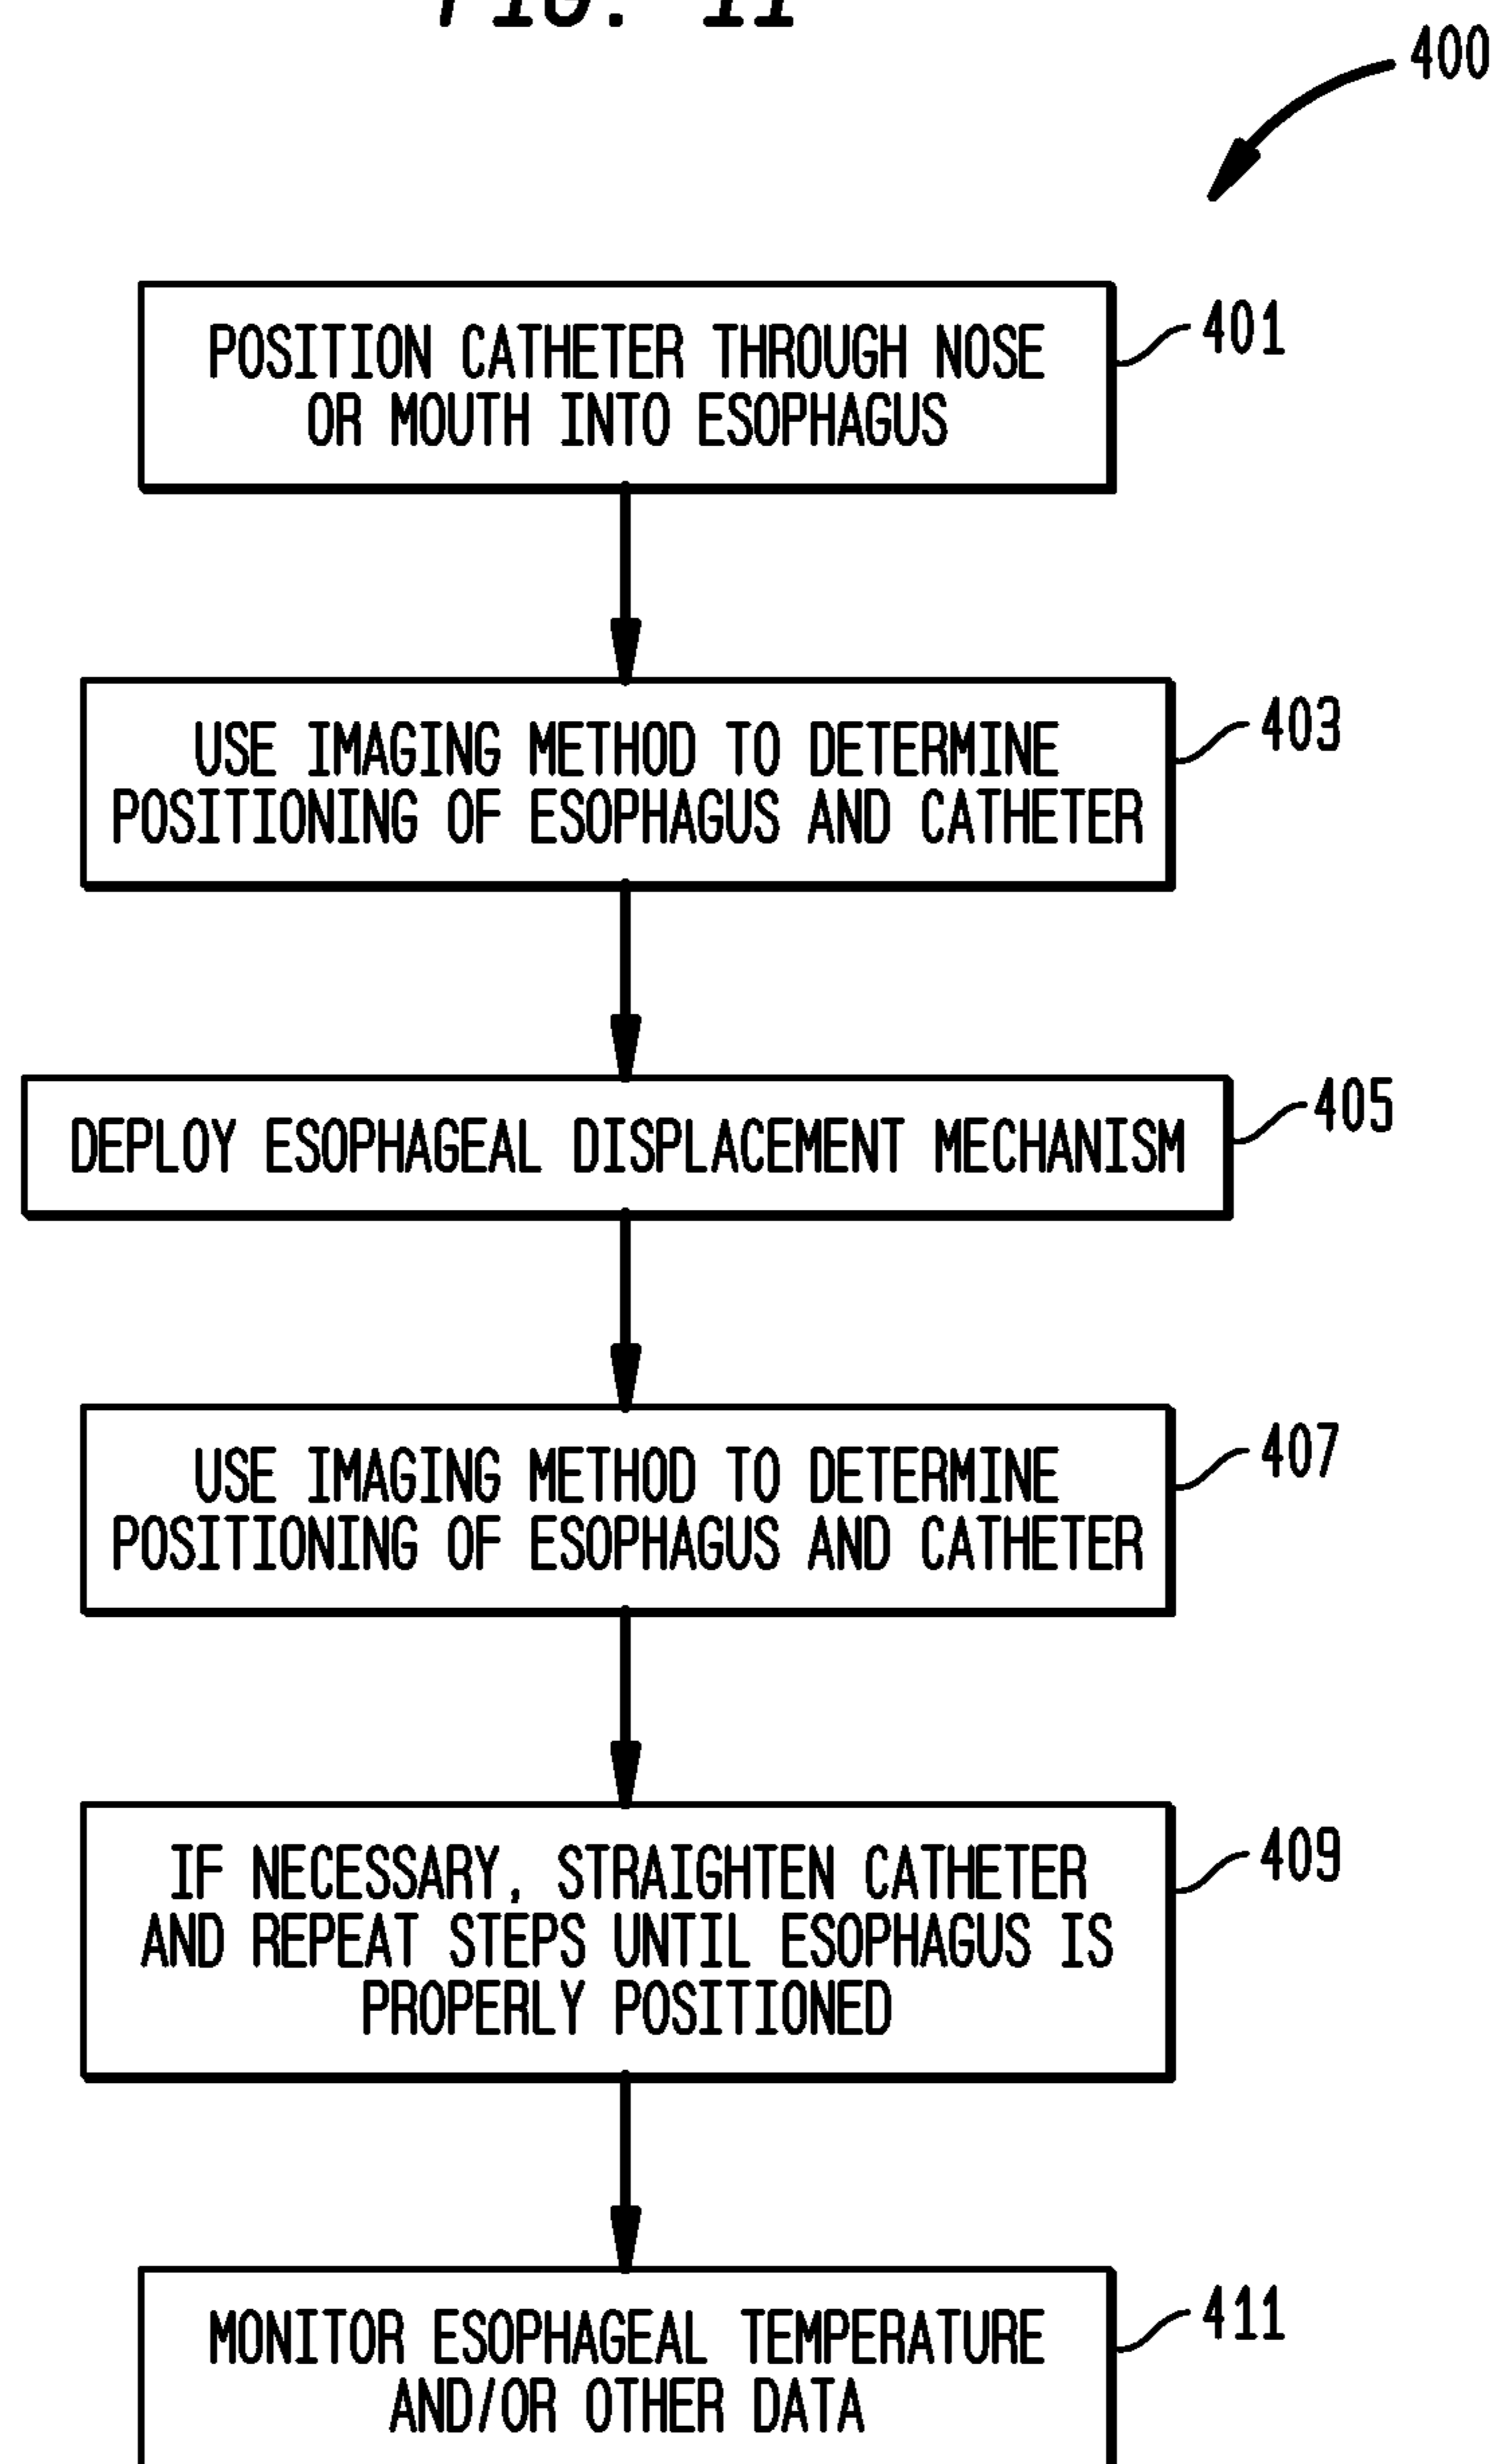 FIG. 11
400
POSITION CATHETER THROUGH NOSE
OR MOUTH INTO ESOPHAGUS
401
USE IMAGING METHOD TO DETERMINE
POSITIONING OF ESOPHAGUS AND CATHETER
403
DEPLOY ESOPHAGEAL DISPLACEMENT MECHANISM
405
USE IMAGING METHOD TO DETERMINE
POSITIONING OF ESOPHAGUS AND CATHETER
407
IF NECESSARY, STRAIGHTEN CATHETER
AND REPEAT STEPS UNTIL ESOPHAGUS IS
PROPERLY POSITIONED
409
MONITOR ESOPHAGEAL TEMPERATURE
AND/OR OTHER DATA
411